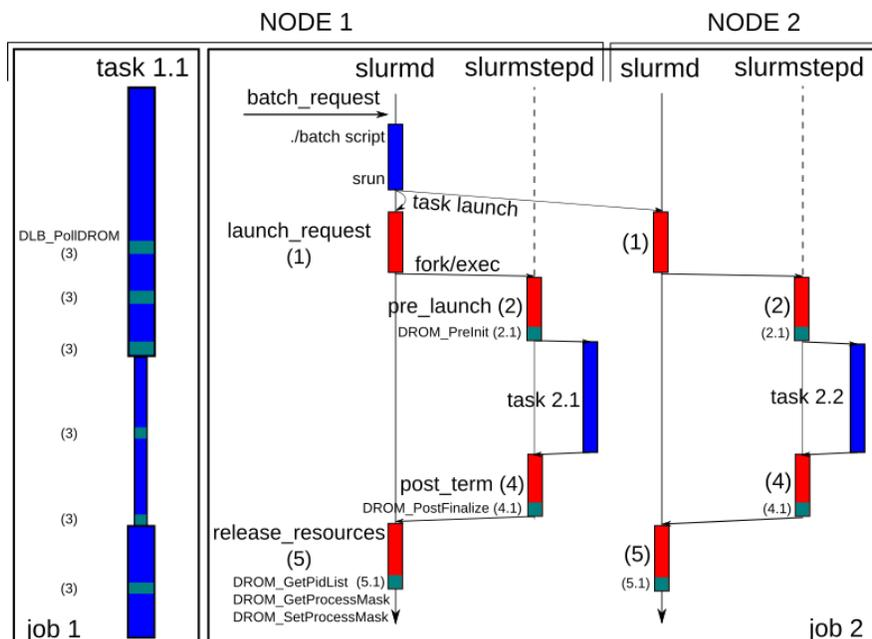 NODE 1
NODE 2
task 1.1
slurmd
slurmstepd
slurmd
slurmstepd
batch_request
./batch script
srun
task launch
DLB_PollDROM
(3)
launch_request
(1)
(1)
fork/exec
(3)
pre_launch (2)
(2)
DROM_PreInit (2.1)
(2.1)
(3)
task 2.1
task 2.2
(3)
post_term (4)
(4)
DROM_PostFinalize (4.1)
(4.1)
(3)
release_resources
(5)
(5)
DROM_GetPidList (5.1)
(5.1)
(3)
DROM_GetProcessMask
DROM_SetProcessMask
job 1
job 2